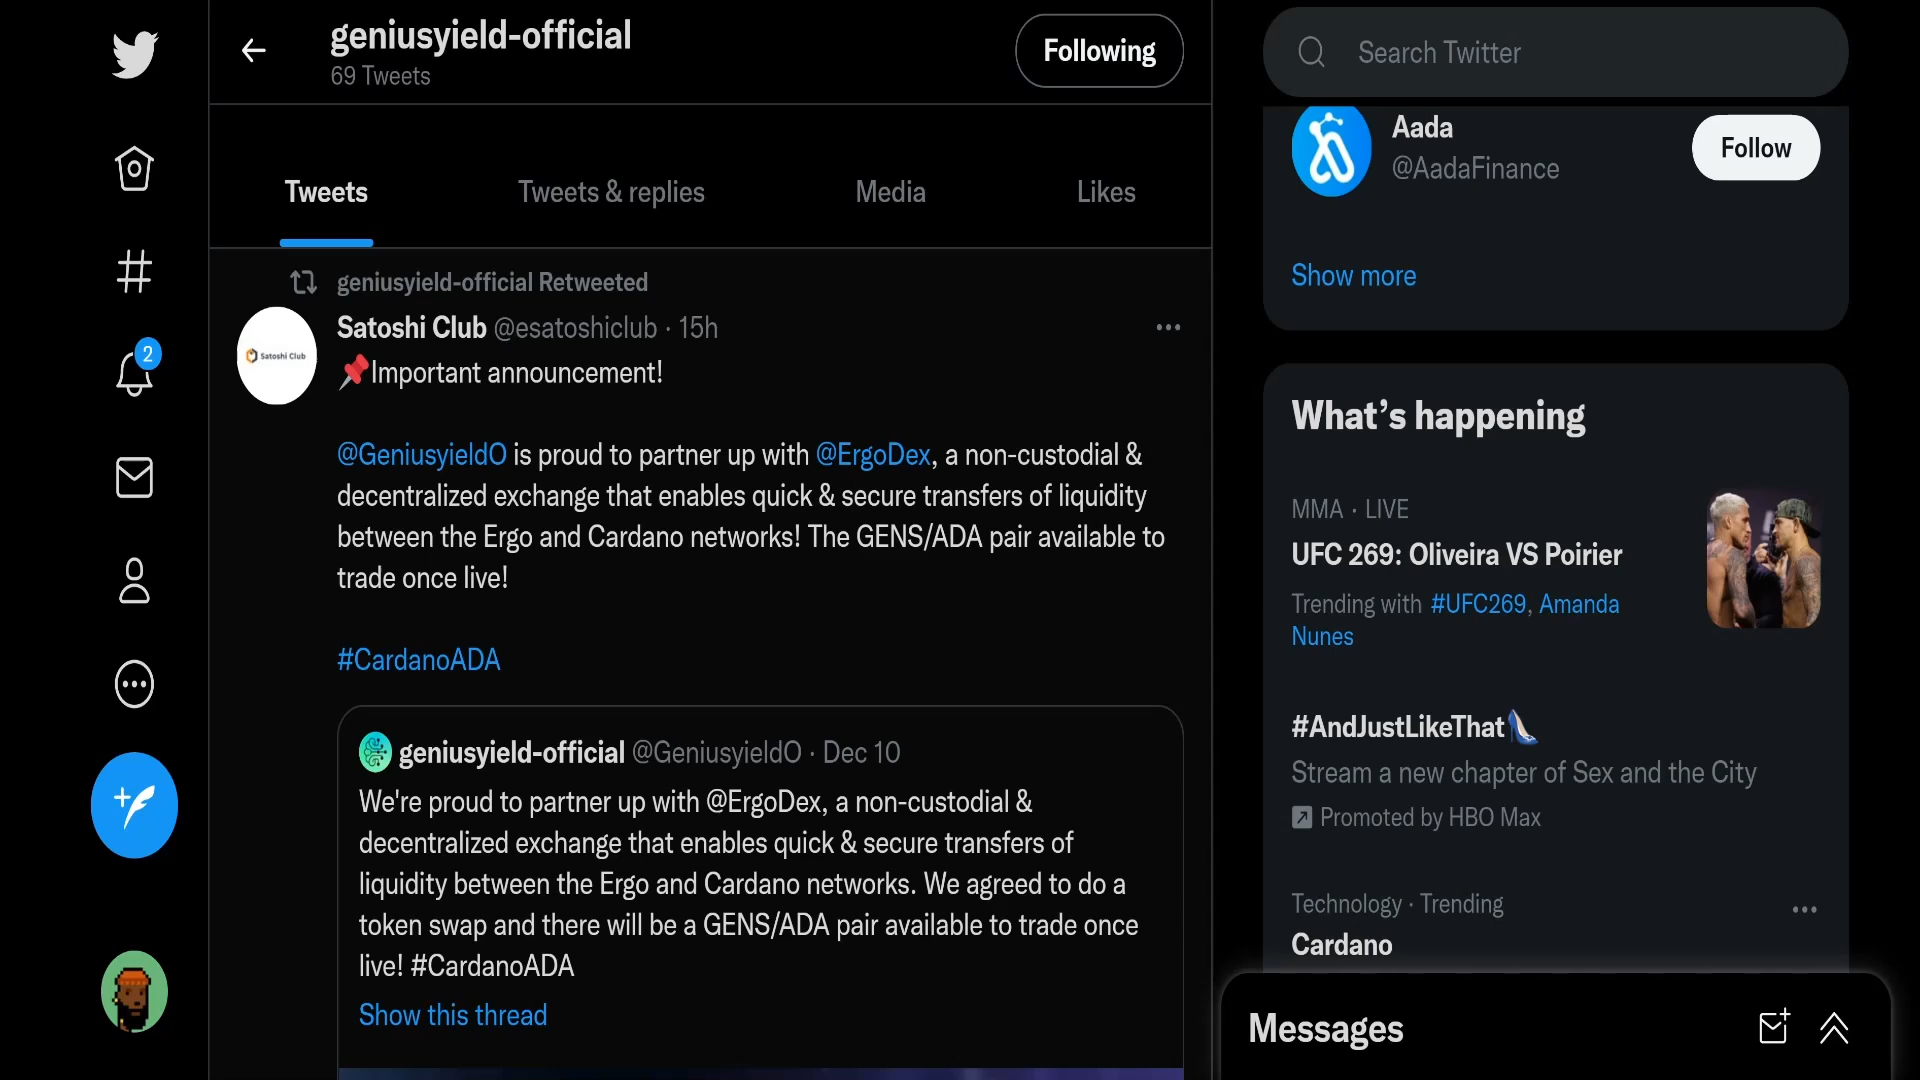 geniusyield-official
69 Tweets
Following
Tweets
Tweets & replies
Media
Likes
geniusyield-official Retweeted
Satoshi Club @esatoshiclub · 15h
Satoshi Club
📌Important announcement!
@GeniusyieldO is proud to partner up with @ErgoDex, a non-custodial &
decentralized exchange that enables quick & secure transfers of liquidity
between the Ergo and Cardano networks! The GENS/ADA pair available to
trade once live!
#CardanoADA
geniusyield-official @GeniusyieldO · Dec 10
We're proud to partner up with @ErgoDex, a non-custodial &
decentralized exchange that enables quick & secure transfers of
liquidity between the Ergo and Cardano networks. We agreed to do a
token swap and there will be a GENS/ADA pair available to trade once
live! #CardanoADA
Show this thread
2
Search Twitter
Aada
@AadaFinance
Follow
Show more
What's happening
MMA · LIVE
UFC 269: Oliveira VS Poirier
Trending with #UFC269, Amanda
Nunes
#AndJustLikeThat
Stream a new chapter of Sex and the City
Promoted by HBO Max
Technology · Trending
Cardano
Messages